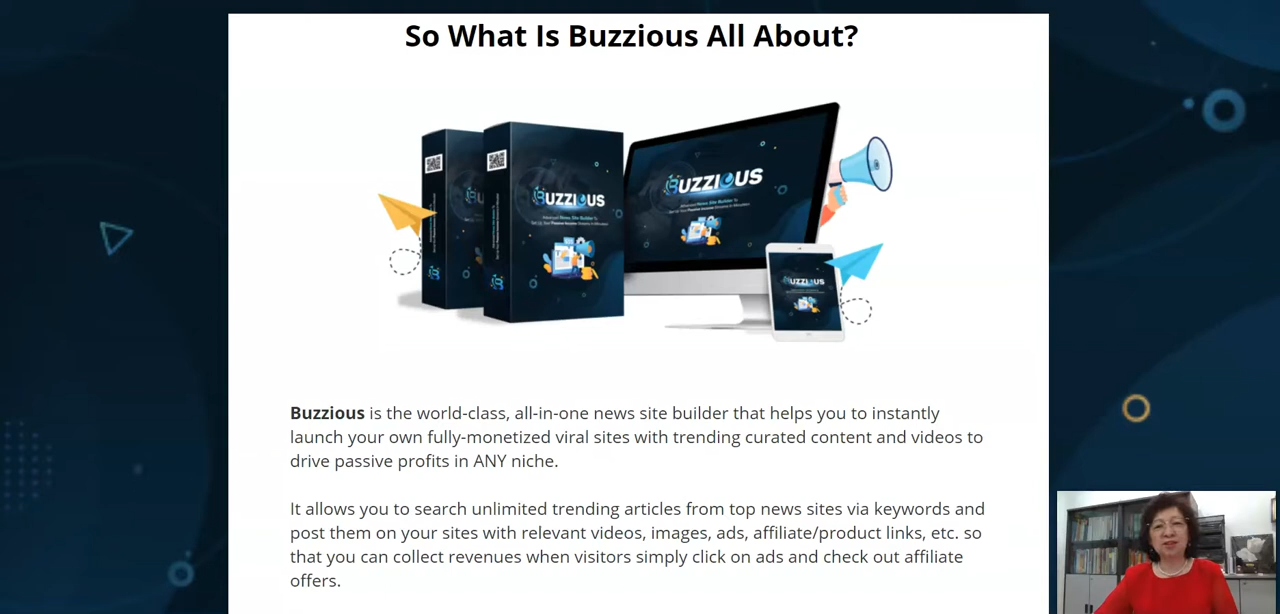 So What Is Buzzious All About?
BUZZIOUS
BUZZIOUS
BUZZIOUS
Buzzious is the world-class, all-in-one news site builder that helps you to instantly
launch your own fully-monetized viral sites with trending curated content and videos to
drive passive profits in ANY niche.
It allows you to search unlimited trending articles from top news sites via keywords and
post them on your sites with relevant videos, images, ads, affiliate/product links, etc. so
that you can collect revenues when visitors simply click on ads and check out affiliate
offers.